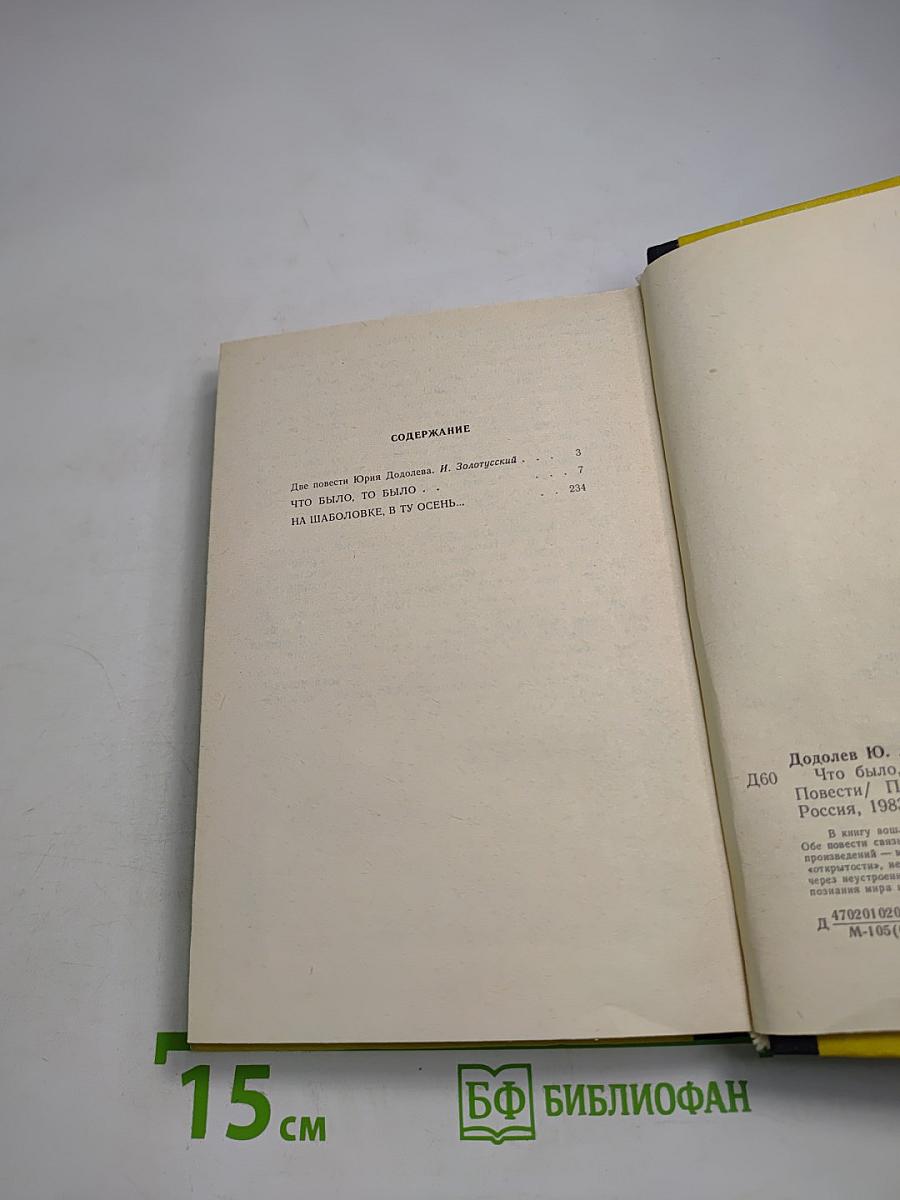 СОДЕРЖАНИЕ
Две повести Юрия Додолева. И. Золотусский . . . 3
ЧТО БЫЛО, ТО БЫЛО . . . . . 7
НА ШАБОЛОВКЕ, В ТУ ОСЕНЬ... . . 234
Додолев Ю.
Д60 Что было,
Повести/ П
Россия, 198
В книгу вош
Обе повести связ
произведений —
«открытости», не
через неустроен
познания мира
Д 470201020
М-105(
15 см
БФ БИБЛИОФАН